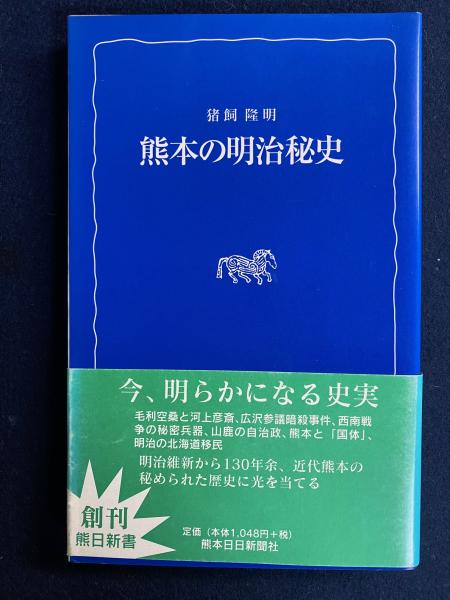 猪飼 隆明
熊本の明治秘史
今、明らかになる史実
毛利空桑と河上彦斎、広沢参議暗殺事件、西南戦
争の秘密兵器、山鹿の自治政、熊本と「国体」、
明治の北海道移民
明治維新から130年余、近代熊本の
秘められた歴史に光を当てる
創刊
熊日新書
定価（本体1,048円+税）
熊本日日新聞社